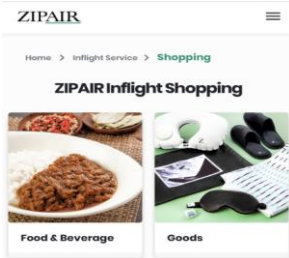 ZIPAIR
Home > Inflight Service > Shopping
ZIPAIR Inflight Shopping
Food & Beverage
Goods